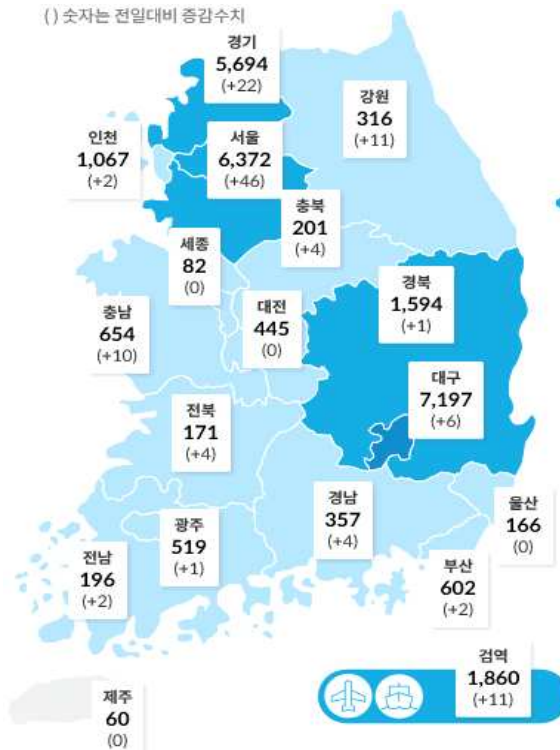 ( ) 숫자는 전일대비 증감수치
경기
5,694
(+22)
강원
316
(+11)
인천
1,067
(+2)
서울
6,372
(+46)
충북
201
(+4)
세종
82
(0)
경북
1,594
(+1)
대전
445
(0)
충남
654
(+10)
대구
7,197
(+6)
전북
171
(+4)
경남
357
(+4)
울산
166
(0)
광주
519
(+1)
전남
196
(+2)
부산
602
(+2)
검역
1,860
(+11)
제주
60
(0)